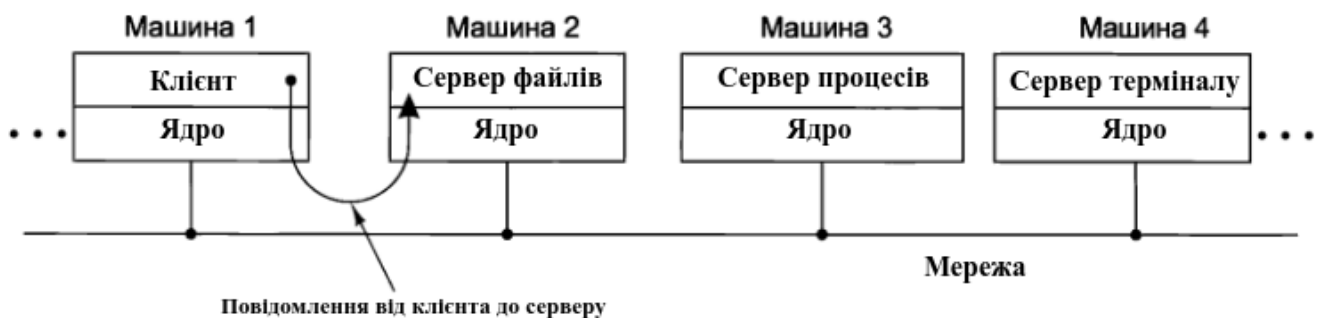 Машина 1
Машина 2
Машина 3
Машина 4
Клієнт
Сервер файлів
Сервер процесів
Сервер терміналу
Ядро
Ядро
Ядро
Ядро
Мережа
Повідомлення від клієнта до серверу